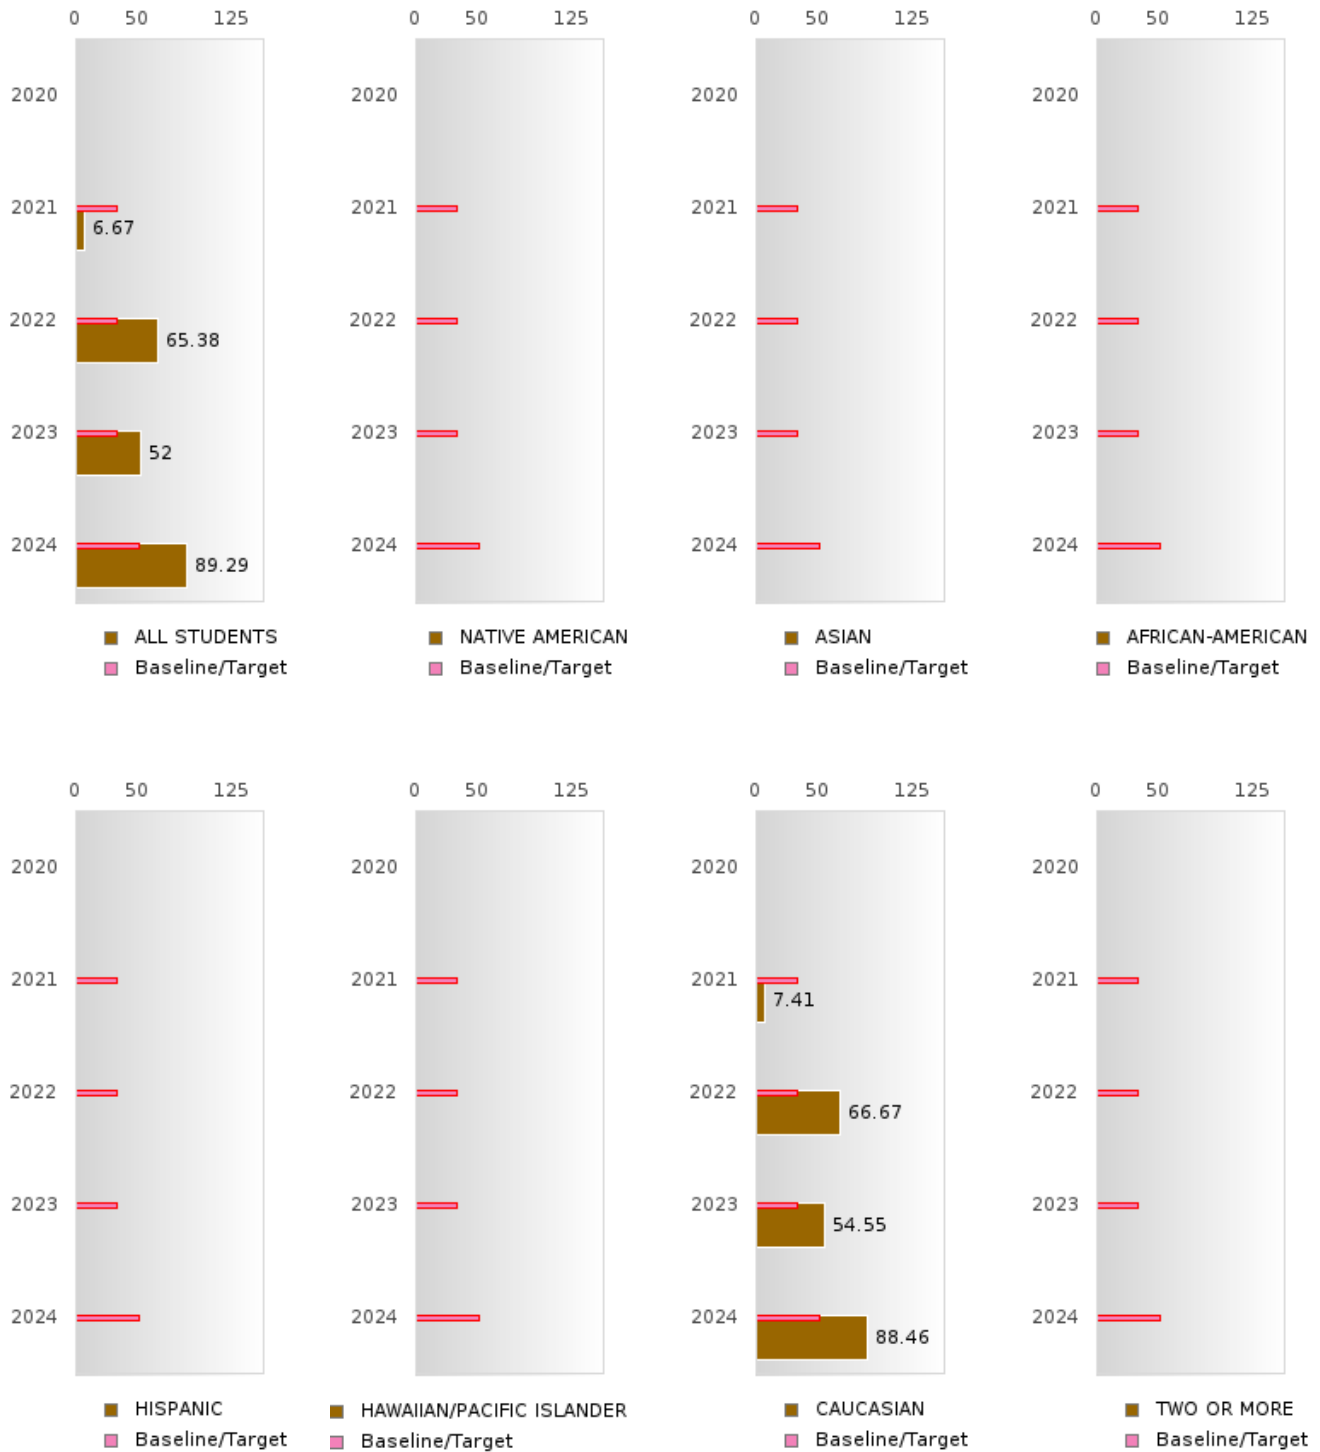 0 50 125 0 50 125 0 50 125 0 50 125
2020 2020 2020 2020
2021 2021 2021 2021
6.67
2022 2022 2022 2022
65.38
2023 2023 2023 2023
52
2024 2024 2024 2024
89.29
ALL STUDENTS NATIVE AMERICAN ASIAN AFRICAN-AMERICAN
Baseline/Target Baseline/Target Baseline/Target Baseline/Target
0 50 125 0 50 125 0 50 125 0 50 125
2020 2020 2020 2020
2021 2021 2021 2021
7.41
2022 2022 2022 2022
66.67
2023 2023 2023 2023
54.55
2024 2024 2024 2024
88.46
HISPANIC HAWAIIAN/PACIFIC ISLANDER CAUCASIAN TWO OR MORE
Baseline/Target Baseline/Target Baseline/Target Baseline/Target